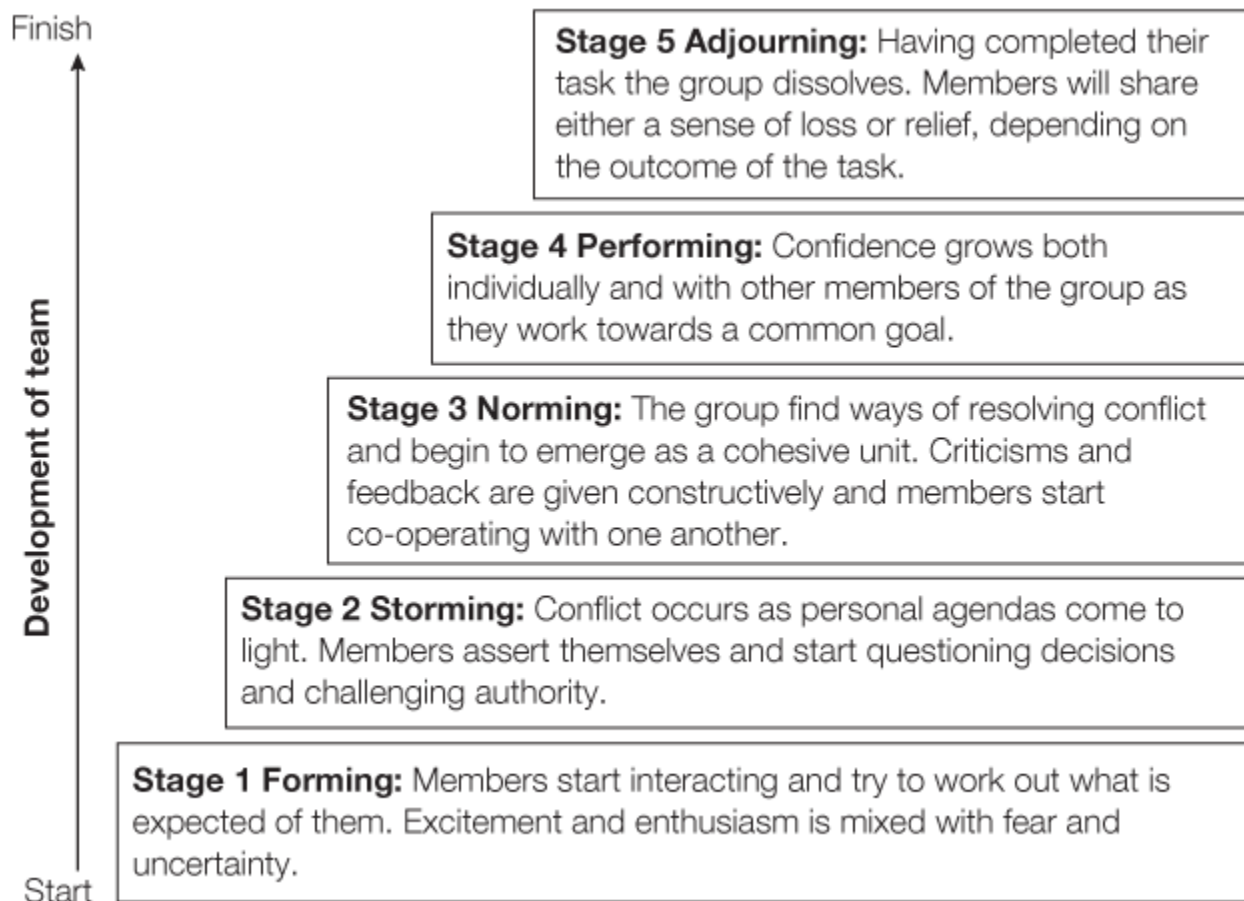 Finish
Stage 5 Adjourning: Having completed their
task the group dissolves. Members will share
either a sense of loss or relief, depending on
the outcome of the task.
Stage 4 Performing: Confidence grows both
individually and with other members of the group as
they work towards a common goal.
Development of team
Stage 3 Norming: The group find ways of resolving conflict
and begin to emerge as a cohesive unit. Criticisms and
feedback are given constructively and members start
co-operating with one another.
Stage 2 Storming: Conflict occurs as personal agendas come to
light. Members assert themselves and start questioning decisions
and challenging authority.
Stage 1 Forming: Members start interacting and try to work out what is
expected of them. Excitement and enthusiasm is mixed with fear and
uncertainty.
Start